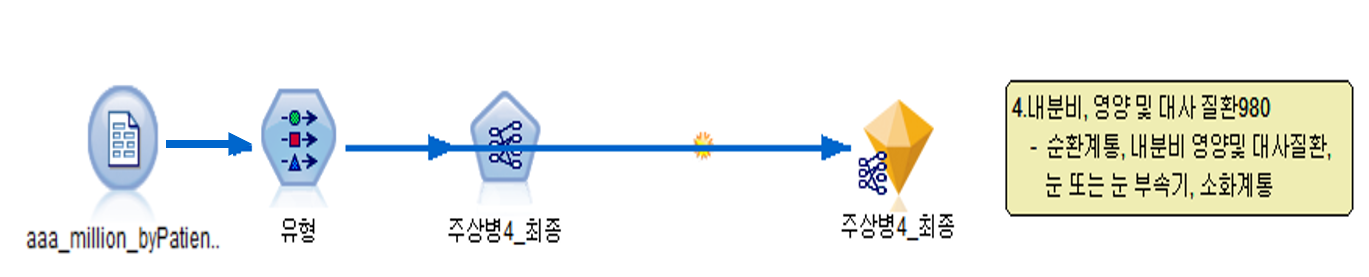 aaa_million_byPatien..
유형
주상병4_최종
주상병4_최종
4.내분비, 영양 및 대사 질환980
- 순환계통, 내분비 영양및 대사질환,
눈 또는 눈 부속기, 소화계통